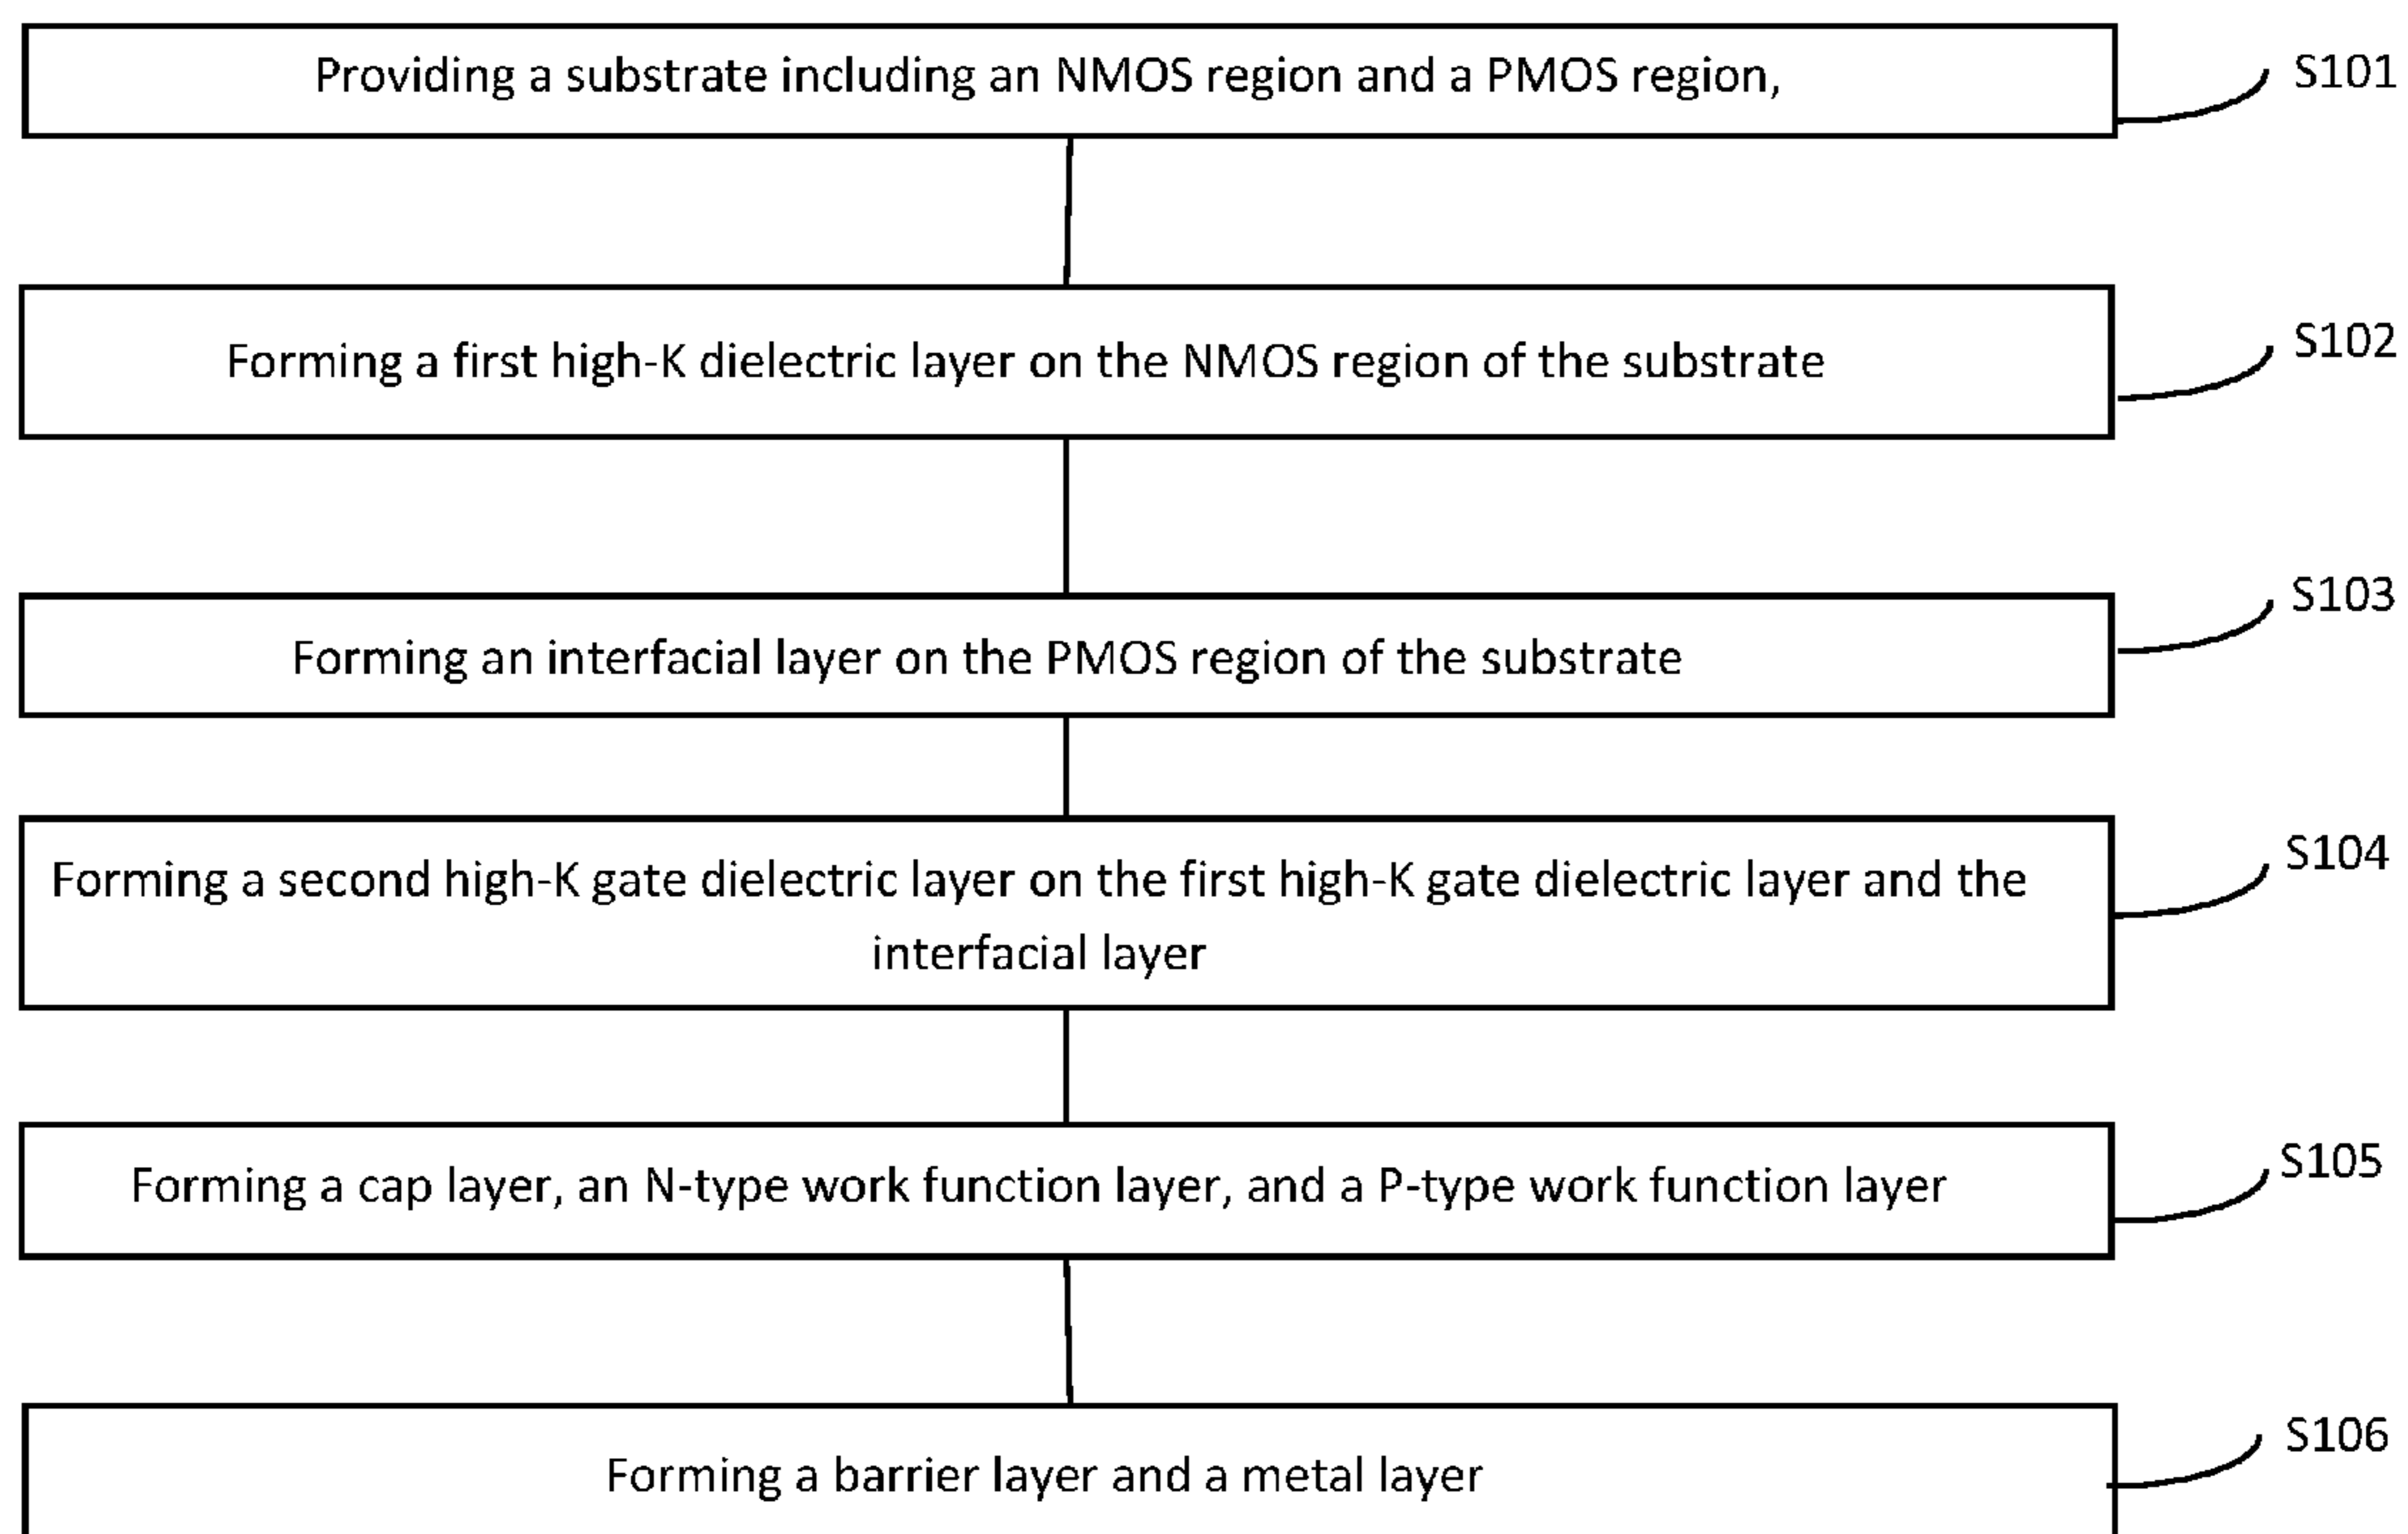 Providing a substrate including an NMOS region and a PMOS region,
S101
Forming a first high-K dielectric layer on the NMOS region of the substrate
S102
Forming an interfacial layer on the PMOS region of the substrate
S103
Forming a second high-K gate dielectric layer on the first high-K gate dielectric layer and the
interfacial layer
S104
Forming a cap layer, an N-type work function layer, and a P-type work function layer
S105
Forming a barrier layer and a metal layer
S106